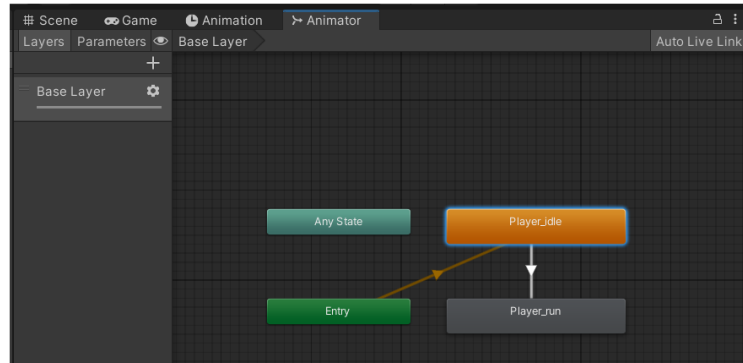 Scene Game Animation Animator
Layers Parameters Base Layer Auto Live Link
Base Layer
Any State Player_idle
Entry Player_run